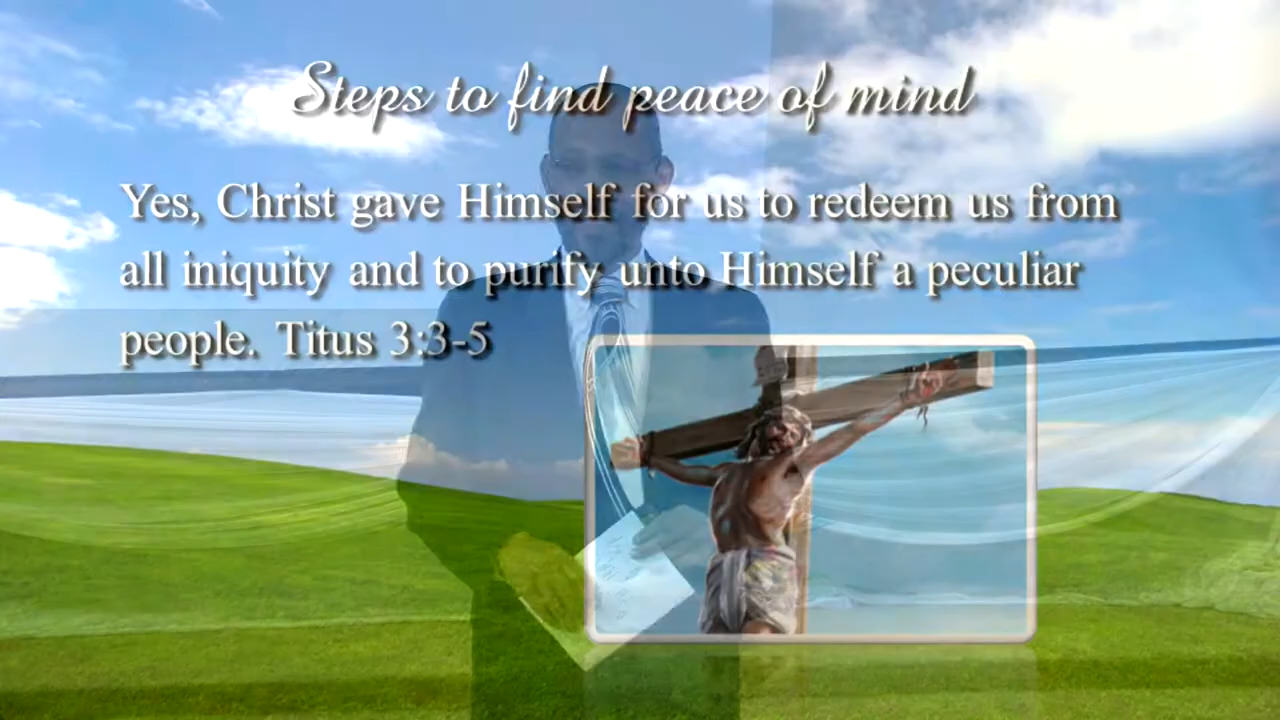 Steps to find peace of mind
Yes, Christ gave Himself for us to redeem us from
all iniquity and to purify unto Himself a peculiar
people. Titus 3:3-5